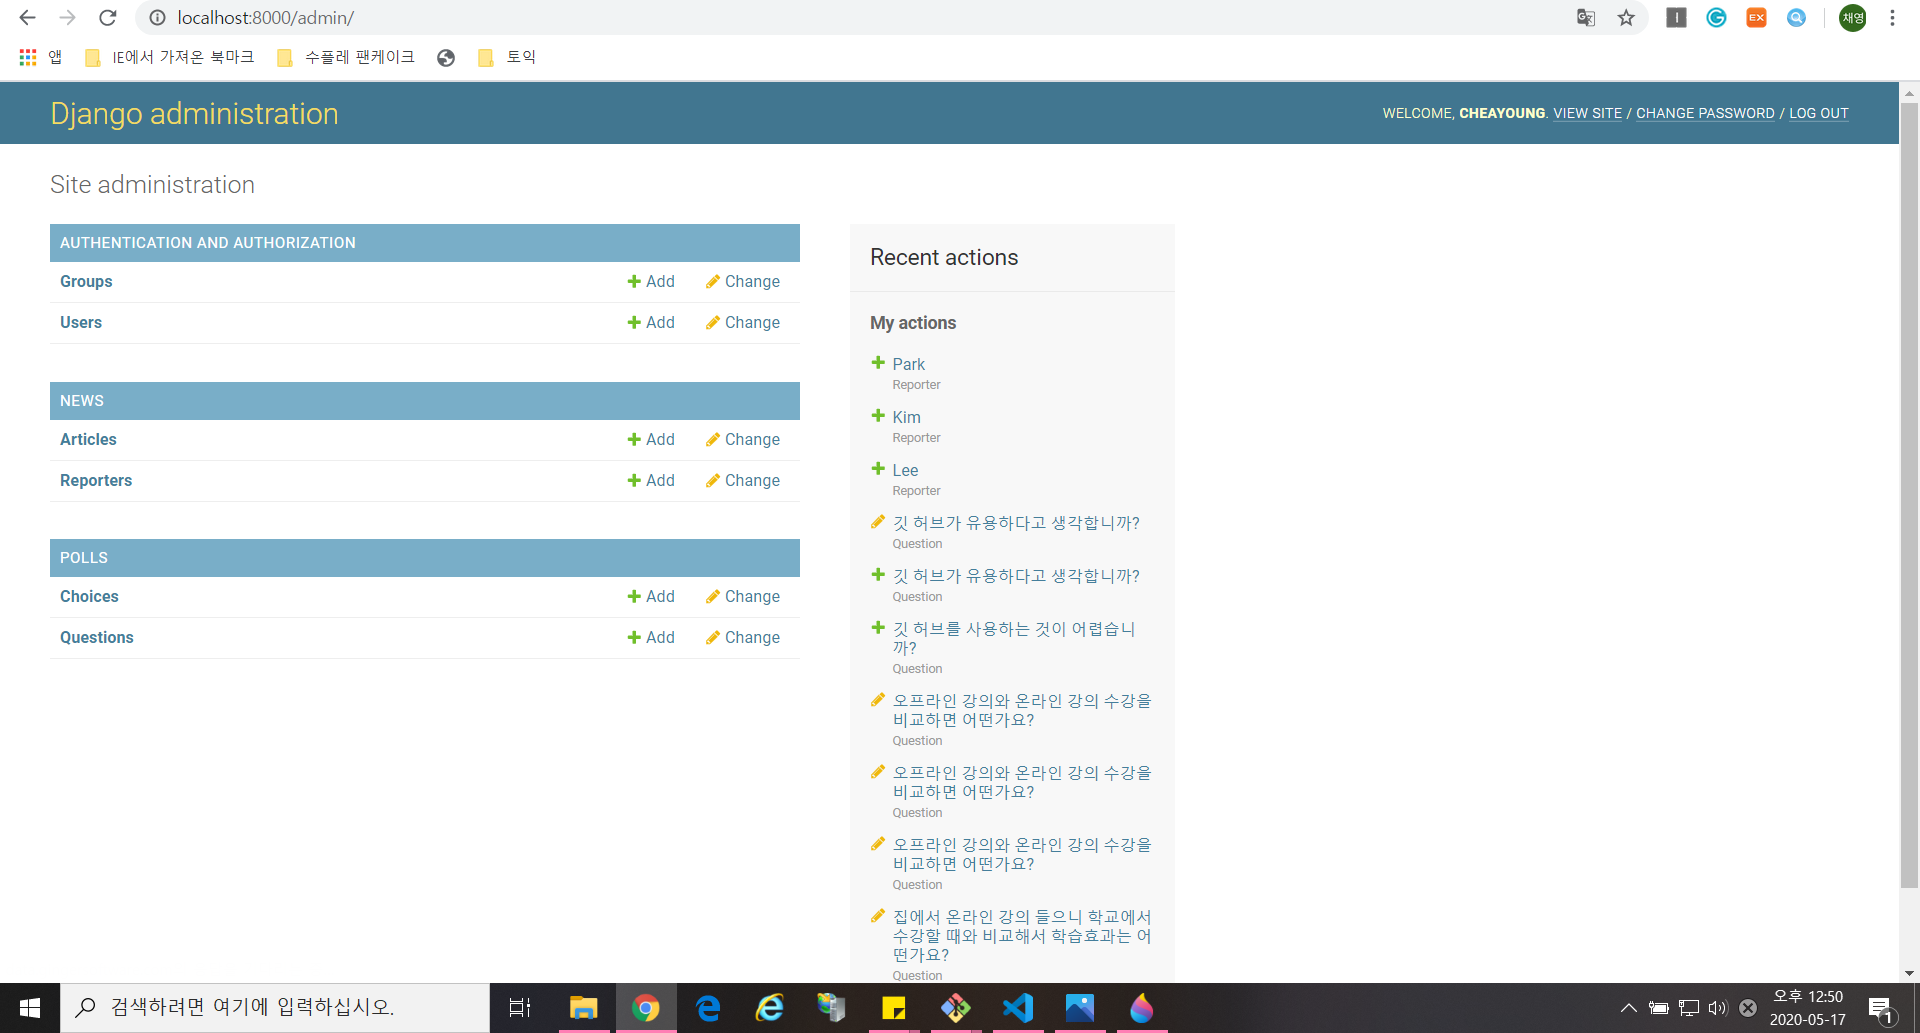 localhost:8000/admin/
EX
채영
앱
IE에서 가져온 북마크
수플레 팬케이크
토익
Django administration
WELCOME, CHEAYOUNG. VIEW SITE / CHANGE PASSWORD / LOG OUT
Site administration
AUTHENTICATION AND AUTHORIZATION
Groups Add Change
Users Add Change
NEWS
Articles Add Change
Reporters Add Change
POLLS
Choices Add Change
Questions Add Change
Recent actions
My actions
Park
Reporter
Kim
Reporter
Lee
Reporter
깃 허브가 유용하다고 생각합니까?
Question
깃 허브가 유용하다고 생각합니까?
Question
깃 허브를 사용하는 것이 어렵습니
까?
Question
오프라인 강의와 온라인 강의 수강을
비교하면 어떤가요?
Question
오프라인 강의와 온라인 강의 수강을
비교하면 어떤가요?
Question
오프라인 강의와 온라인 강의 수강을
비교하면 어떤가요?
Question
집에서 온라인 강의 들으니 학교에서
수강할 때와 비교해서 학습효과는 어
떤가요?
Question
검색하려면 여기에 입력하십시오.
오후 12:50
2020-05-17
1